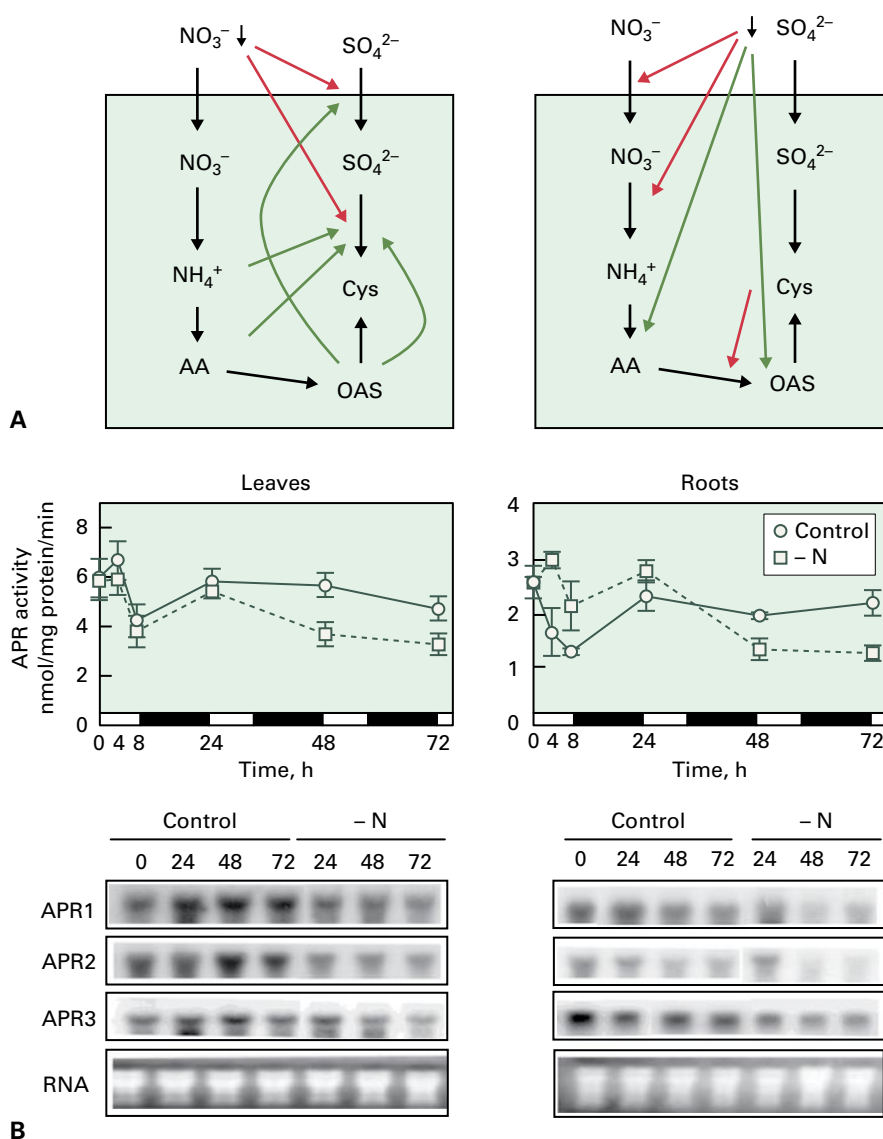 NO₃⁻ ↓ SO₄²⁻
NO₃⁻ SO₄²⁻
NH₄⁺ Cys
AA OAS
NO₃⁻ ↓ SO₄²⁻
NO₃⁻ SO₄²⁻
NH₄⁺ Cys
AA OAS
A
Leaves
APR activity
nmol/mg protein/min
8
6
4
2
0
0 4 8 24 48 72
Time, h
Roots
4
3
2
1
0
Control
– N
0 4 8 24 48 72
Time, h
Control – N
0 24 48 72 24 48 72
Control – N
0 24 48 72 24 48 72
APR1
APR2
APR3
RNA
B